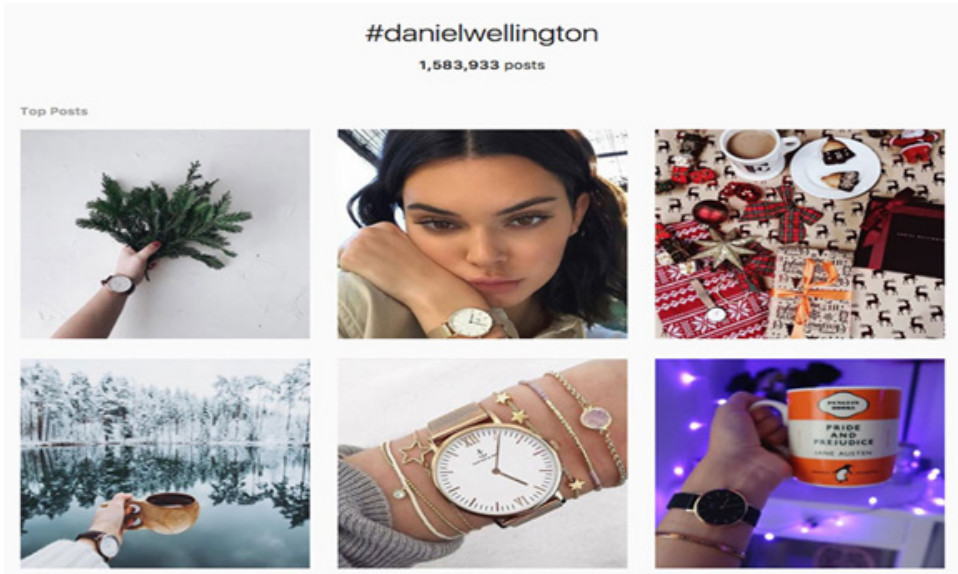 #danielwellington
1,583,933 posts
Top Posts
PENGUIN
BOOKS
PRIDE
AND
PREJUDICE
JANE AUSTEN